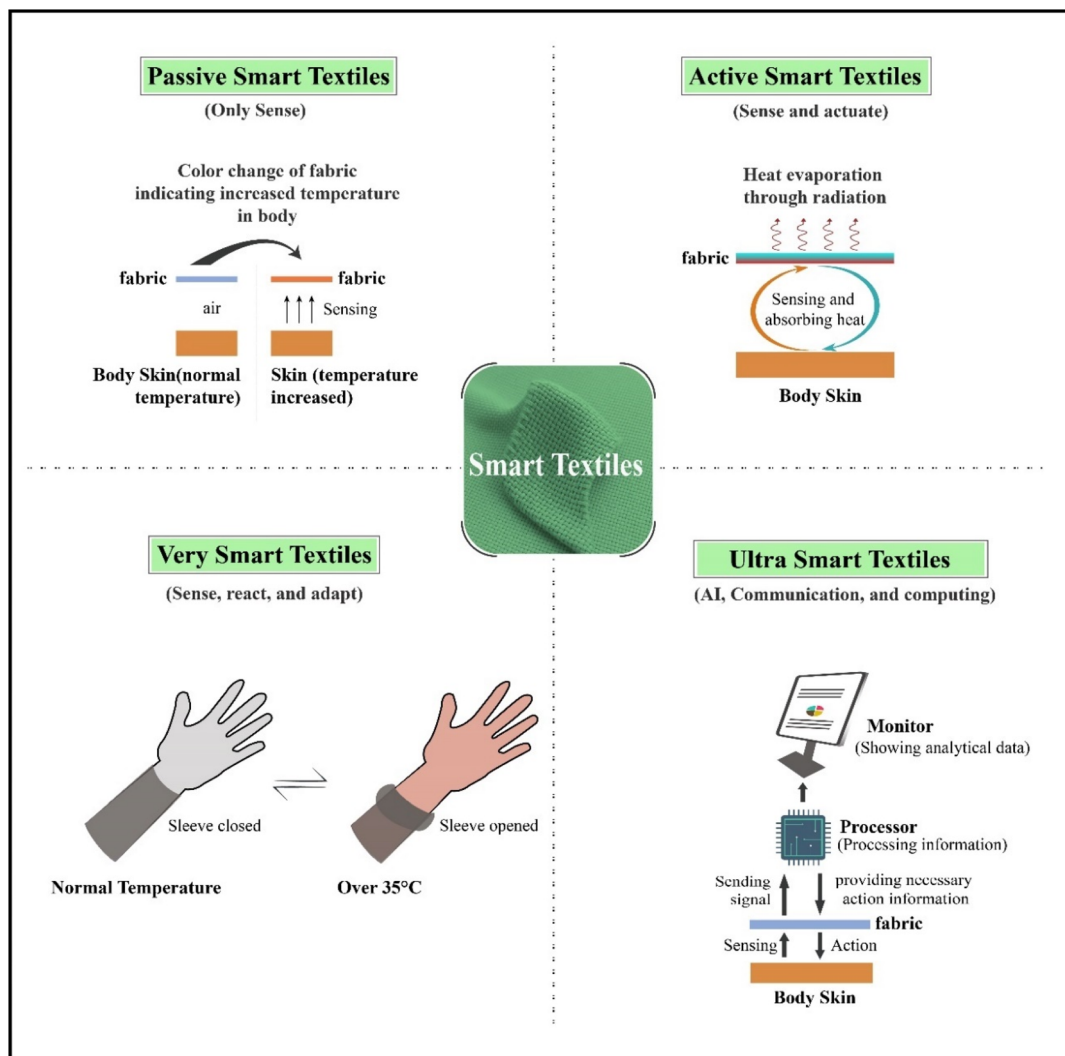 Passive Smart Textiles
(Only Sense)
Color change of fabric
indicating increased temperature
in body
fabric
fabric
air
Sensing
Body Skin(normal
temperature)
Skin (temperature
increased)
Active Smart Textiles
(Sense and actuate)
Heat evaporation
through radiation
fabric
Sensing and
absorbing heat
Body Skin
Smart Textiles
Very Smart Textiles
(Sense, react, and adapt)
Sleeve closed
Sleeve opened
Normal Temperature
Over 35°C
Ultra Smart Textiles
(AI, Communication, and computing)
Monitor
(Showing analytical data)
Processor
(Processing information)
Sending
signal
providing necessary
action information
fabric
Sensing
Action
Body Skin